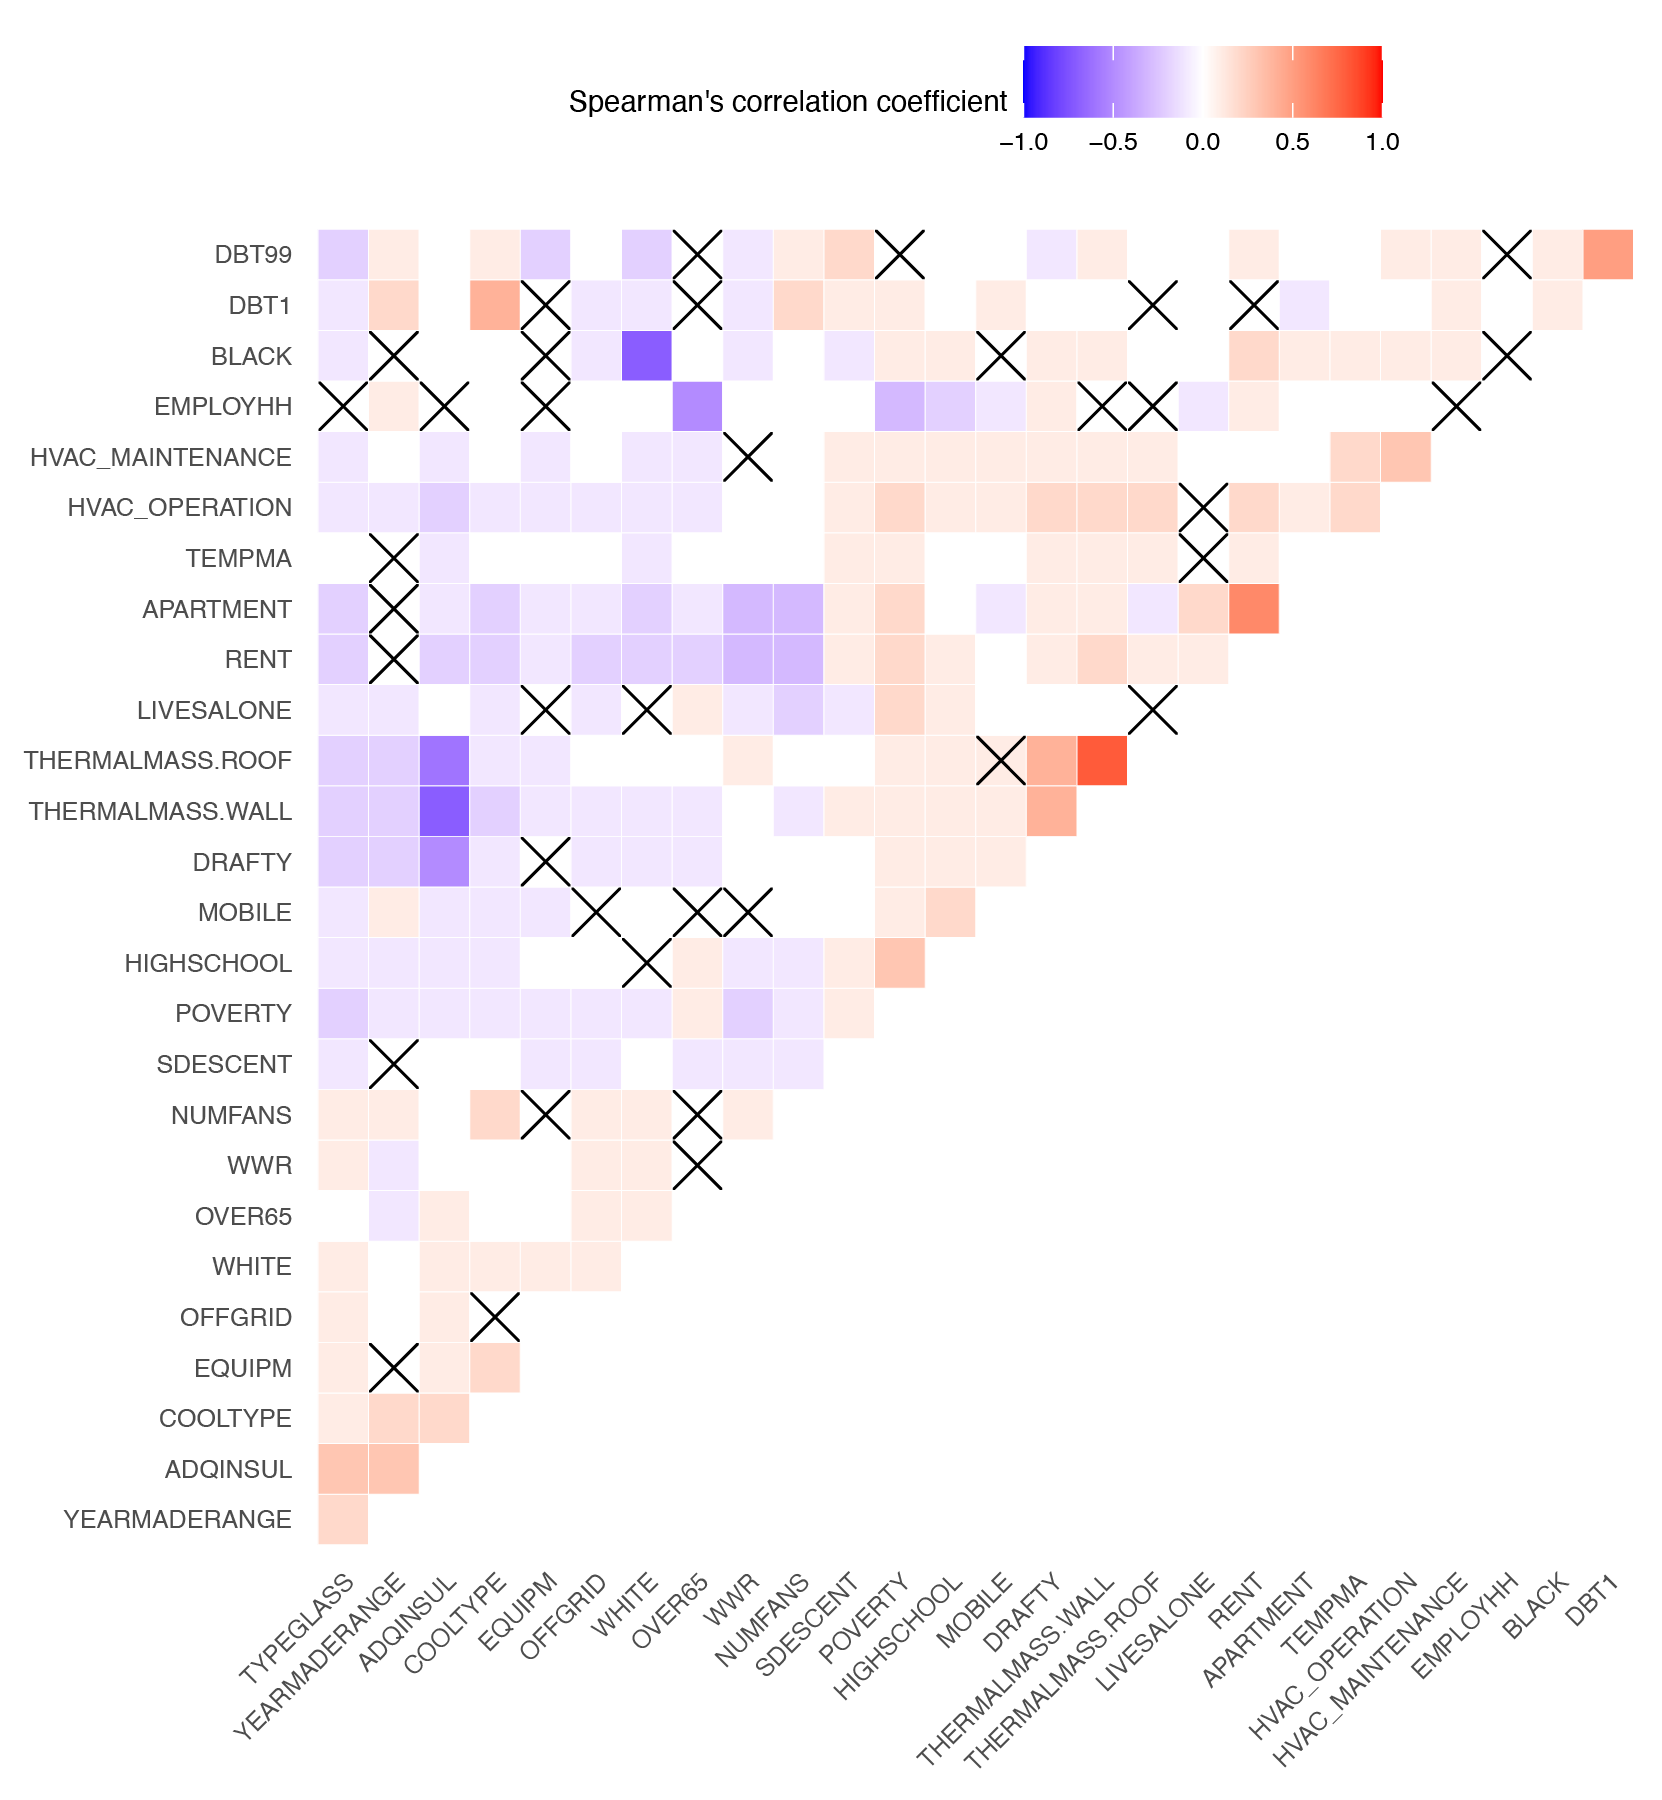 Spearman's correlation coefficient
−1.0 −0.5 0.0 0.5 1.0
DBT99
DBT1
BLACK
EMPLOYHH
HVAC_MAINTENANCE
HVAC_OPERATION
TEMPMA
APARTMENT
RENT
LIVESALONE
THERMALMASS.ROOF
THERMALMASS.WALL
DRAFTY
MOBILE
HIGHSCHOOL
POVERTY
SDESCENT
NUMFANS
WWR
OVER65
WHITE
OFFGRID
EQUIPM
COOLTYPE
ADQINSUL
YEARMADERANGE
TYPEGLASS
YEARMADERANGE
ADQINSUL
COOLTYPE
EQUIPM
OFFGRID
WHITE
OVER65
WWR
NUMFANS
SDESCENT
POVERTY
HIGHSCHOOL
MOBILE
DRAFTY
THERMALMASS.WALL
THERMALMASS.ROOF
LIVESALONE
RENT
APARTMENT
TEMPMA
HVAC_OPERATION
HVAC_MAINTENANCE
EMPLOYHH
BLACK
DBT1